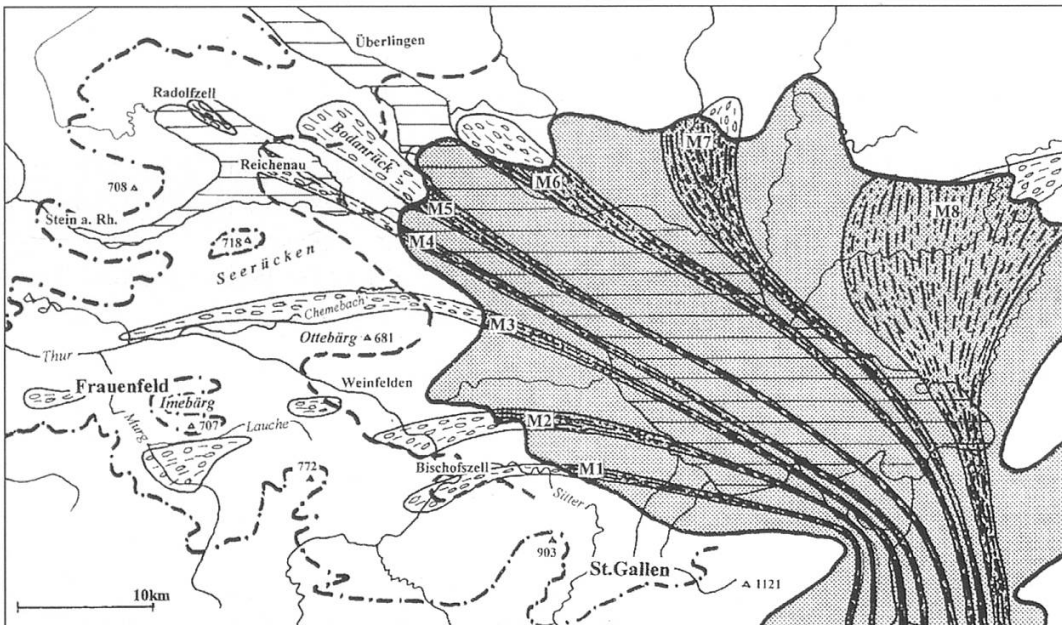 Überlingen
Radolfzell
Bodanrück
M7
Reichenau
M6
708
M8
M5
Stein a. Rh.
718
M4
Seerücken
Chemebach
M3
Ottebärg 681
Thur
Frauenfeld
Weinfelden
Imebärg
707
Lauche
M2
Murg
Bischofszell
M1
772
Sitter
903
St.Gallen
1121
10km